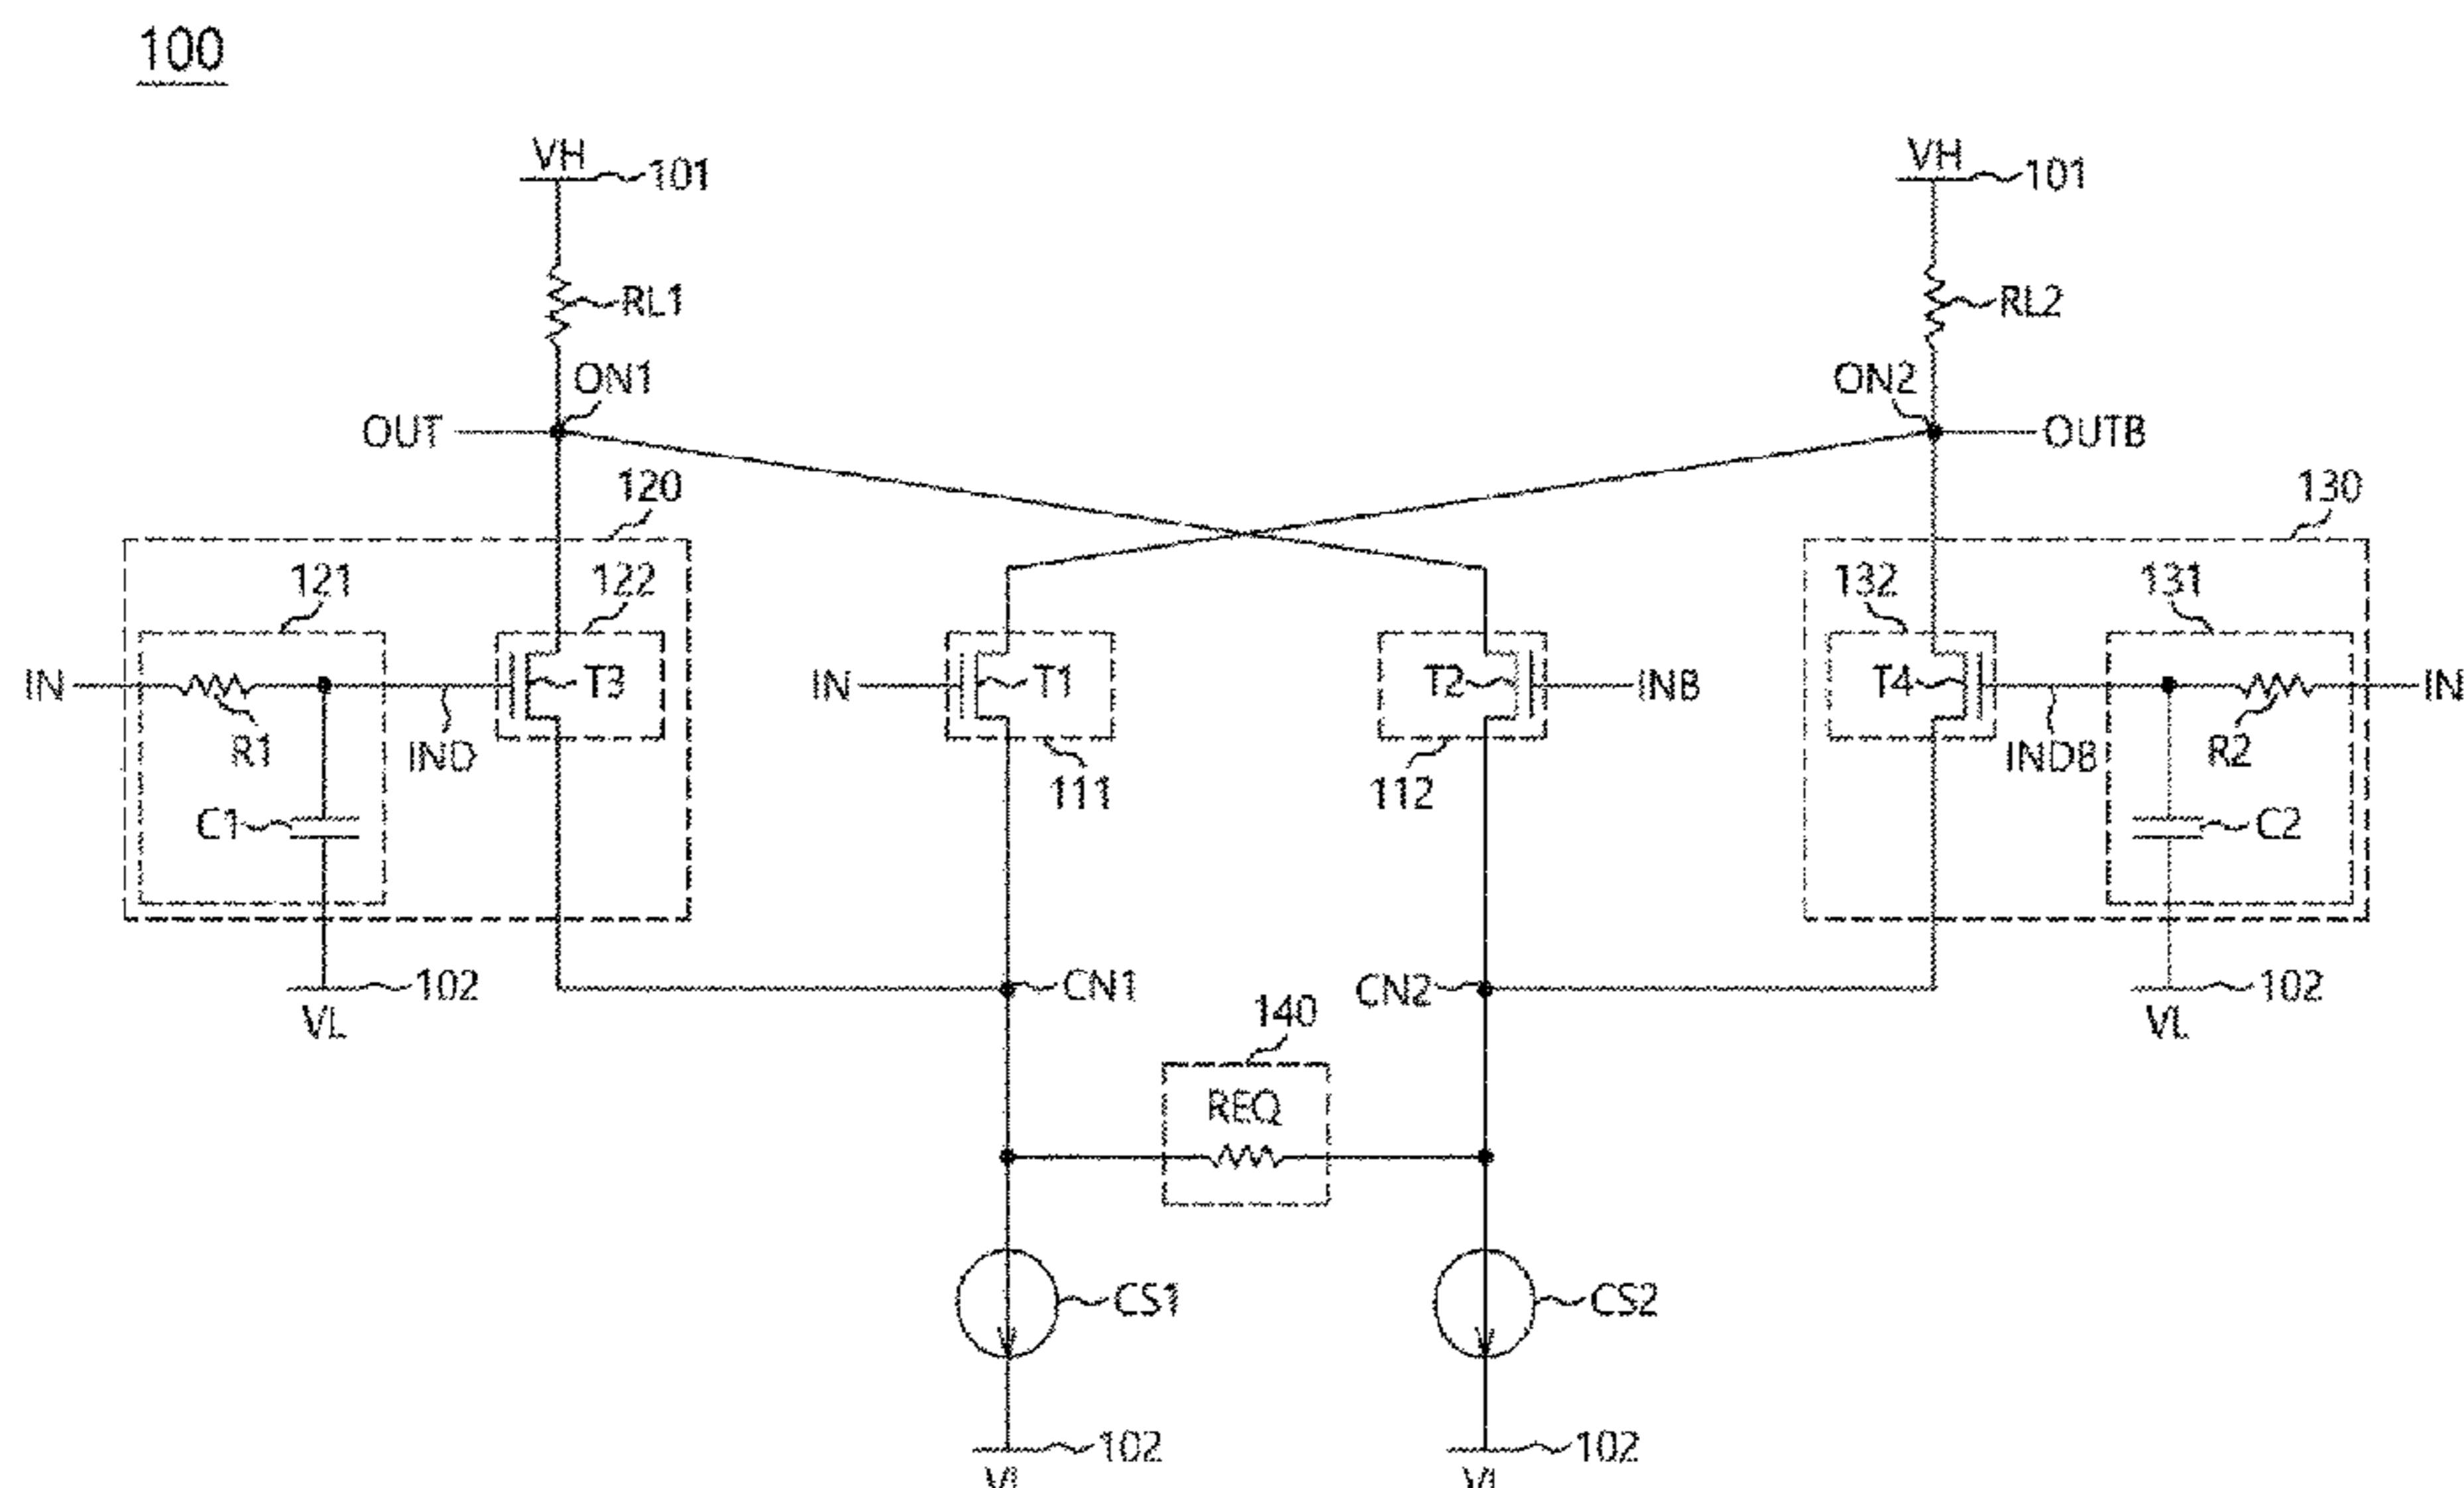 100
VH 101
VH 101
RL1
RL2
ON1
ON2
OUT
OUTB
120
130
121
122
132
131
IN
T3
IN
T1
T2
INB
T4
IN
R1
IND
111
112
INDB
R2
C1
C2
102
CN1
CN2
102
VL
140
VL
REQ
CS1
CS2
102
102